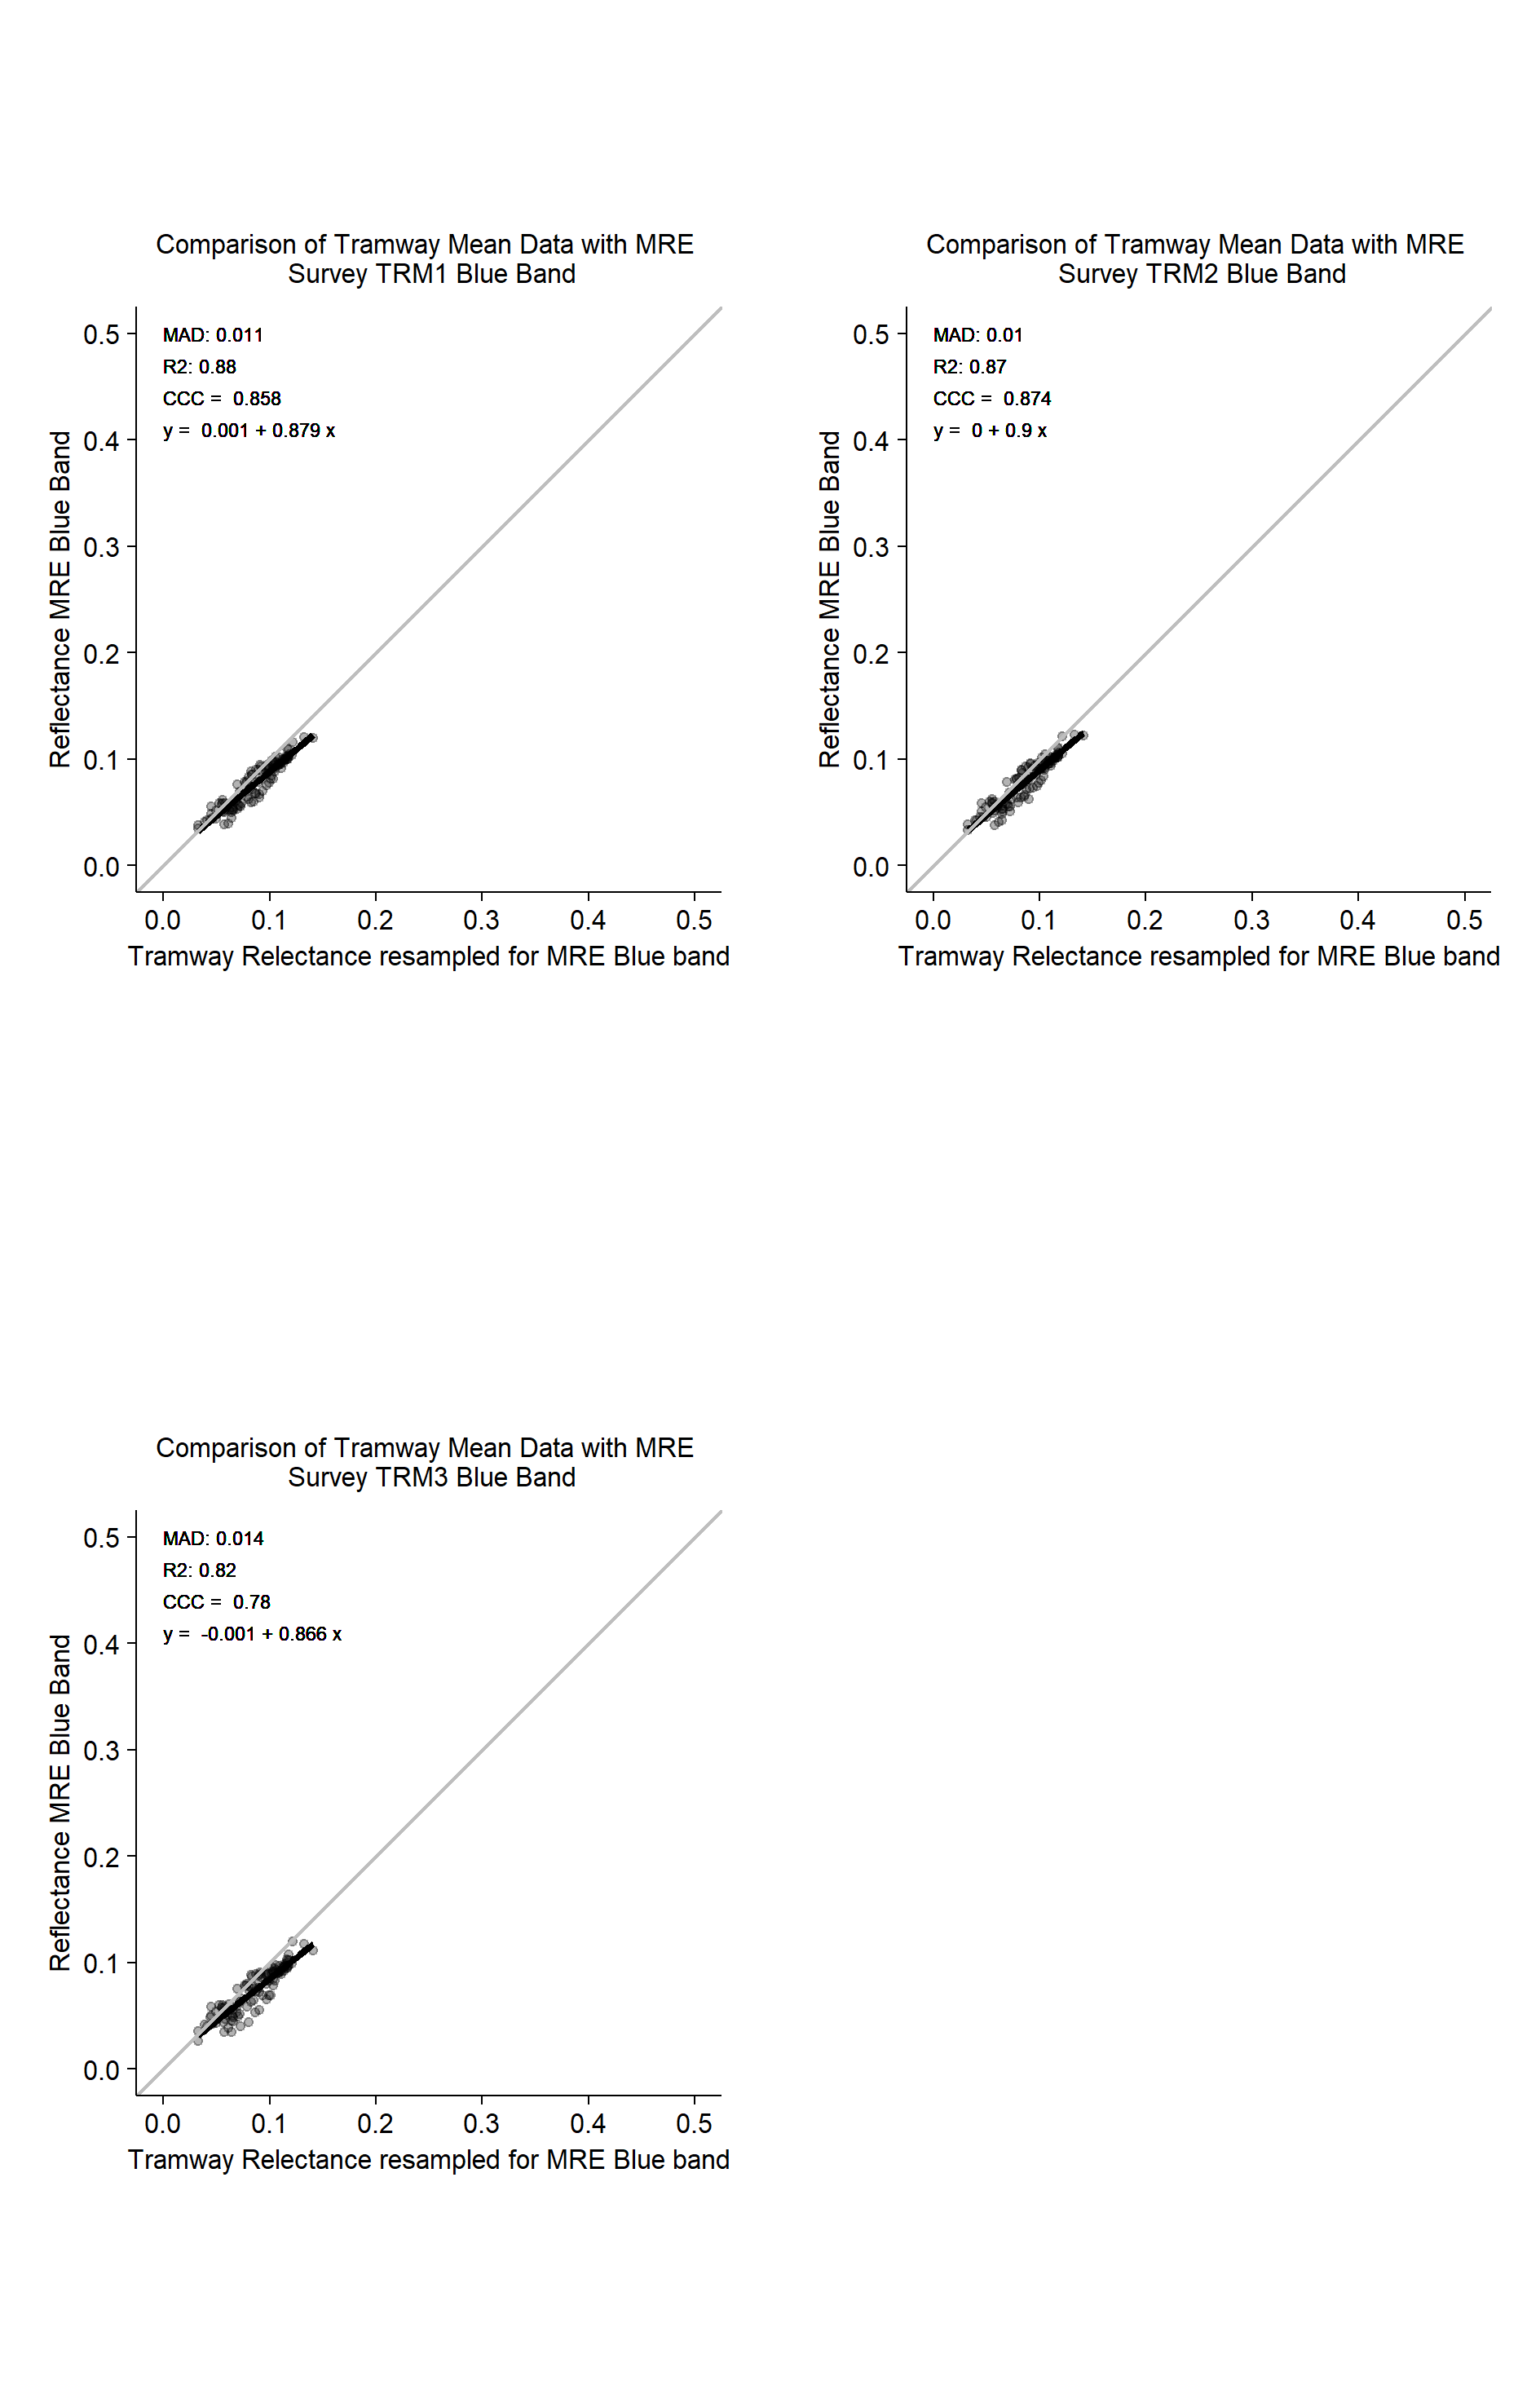 Comparison of Tramway Mean Data with MRE
Survey TRM1 Blue Band
MAD: 0.011
R2: 0.88
CCC = 0.858
y = 0.001 + 0.879 x
Reflectance MRE Blue Band
0.5
0.4
0.3
0.2
0.1
0.0
0.0 0.1 0.2 0.3 0.4 0.5
Tramway Relectance resampled for MRE Blue band
Comparison of Tramway Mean Data with MRE
Survey TRM2 Blue Band
MAD: 0.01
R2: 0.87
CCC = 0.874
y = 0 + 0.9 x
Reflectance MRE Blue Band
0.5
0.4
0.3
0.2
0.1
0.0
0.0 0.1 0.2 0.3 0.4 0.5
Tramway Relectance resampled for MRE Blue band
Comparison of Tramway Mean Data with MRE
Survey TRM3 Blue Band
MAD: 0.014
R2: 0.82
CCC = 0.78
y = -0.001 + 0.866 x
Reflectance MRE Blue Band
0.5
0.4
0.3
0.2
0.1
0.0
0.0 0.1 0.2 0.3 0.4 0.5
Tramway Relectance resampled for MRE Blue band